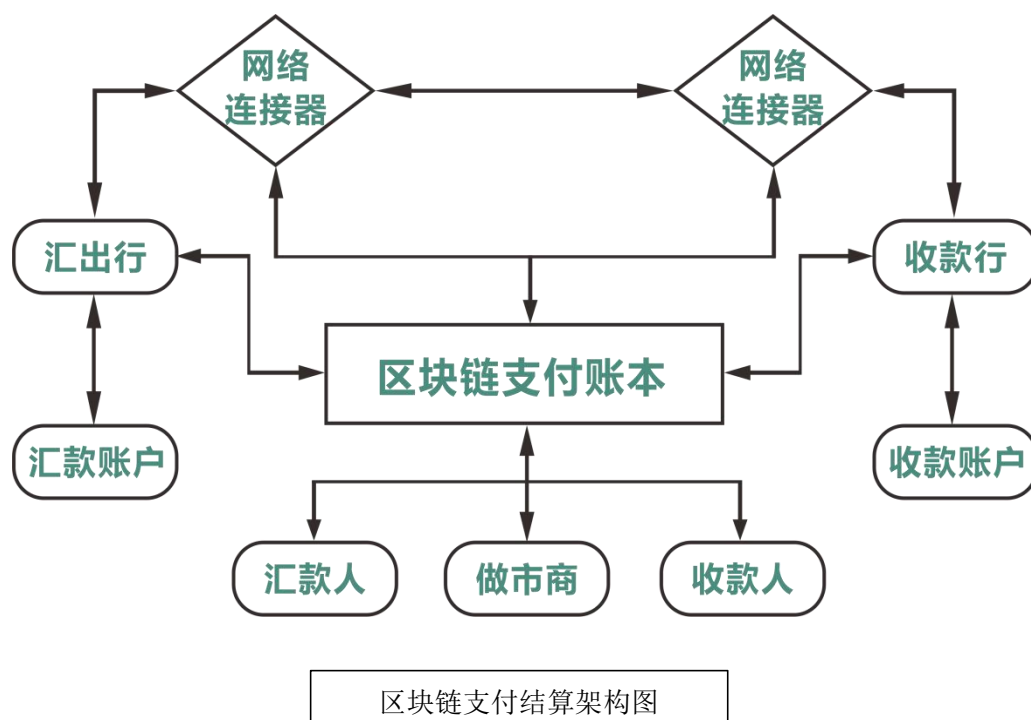 网络
连接器
网络
连接器
汇出行
收款行
区块链支付账本
汇款账户
收款账户
汇款人
做市商
收款人
区块链支付结算架构图